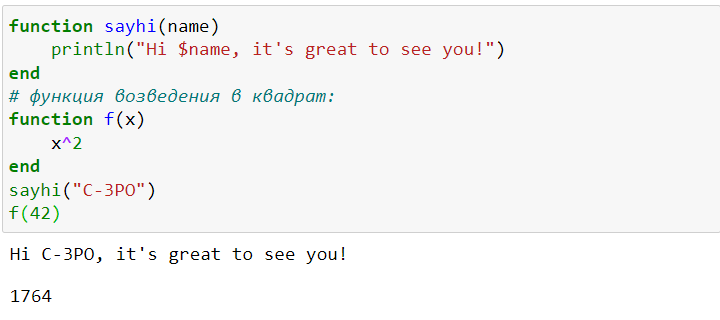 function sayhi(name)
    println("Hi $name, it's great to see you!")
end
# функция возведения в квадрат:
function f(x)
    x^2
end
sayhi("C-3PO")
f(42)
Hi C-3PO, it's great to see you!
1764